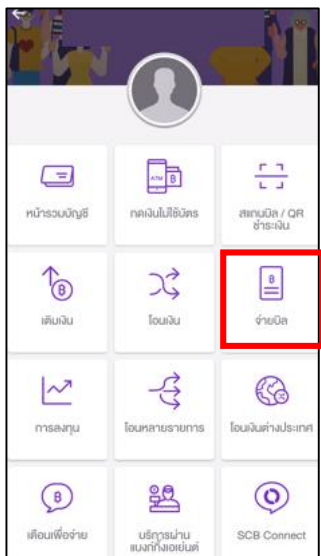 หน้ารวมบัญชี
กดเงินไม่ใช้บัตร
สแกนบิล / QR
ชำระเงิน
เติมเงิน
โอนเงิน
จ่ายบิล
การลงทุน
โอนหลายรายการ
โอนเงินต่างประเทศ
เตือนเพื่อจ่าย
บริการผ่าน
แบงก์กิ้งเอเย่นต์
SCB Connect